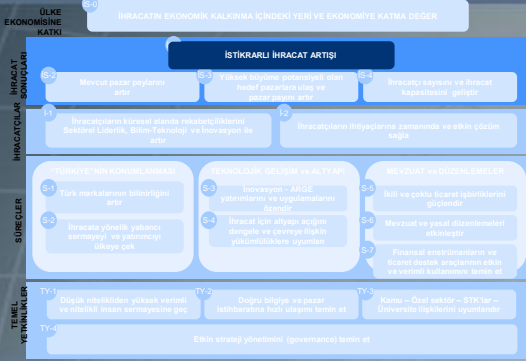 ÜLKE
EKONOMİSİNE
KATKI
İS-0
İHRACATIN EKONOMİK KALKINMA İÇİNDEKİ YERİ VE EKONOMİYE KATMA DEĞER
İHRACAT
SONUÇLARI
İSTİKRARLI İHRACAT ARTIŞI
İS-2
Mevcut pazar paylarını
artır
İS-3
Yüksek büyüme potansiyeli olan
hedef pazarlara ulaş ve
pazar payını artır
İS-4
İhracatçı sayısını ve ihracat
kapasitesini geliştir
İHRACATÇILAR
İ-1
İhracatçıların küresel alanda rekabetçiliklerini
Sektörel Liderlik, Bilim-Teknoloji ve İnovasyon ile
artır
İ-2
İhracatçıların ihtiyaçlarına zamanında ve etkin çözüm
sağla
SÜREÇLER
"TÜRKİYE"NİN KONUMLANMASI
S-1
Türk markalarının bilinirliğini
artır
S-2
İhracata yönelik yabancı
sermayeyi ve yatırımcıyı
ülkeye çek
TEKNOLOJİK GELİŞİM ve ALTYAPI
S-3
İnovasyon - ARGE
yatırımlarını ve uygulamalarını
özendir
S-4
İhracat için altyapı açığını
dengele ve çevreye ilişkin
yükümlülüklere uyumlan
MEVZUAT ve DÜZENLEMELER
S-5
İkili ve çoklu ticaret işbirliklerini
güçlendir
S-6
Mevzuat ve yasal düzenlemeleri
etkinleştir
S-7
Finansal enstrümanların ve
ticaret destek araçlarının etkin
ve verimli kullanımını temin et
TEMEL
YETKİNLİKLER
TY-1
Düşük nitelikliden yüksek verimli
ve nitelikli insan sermayesine geç
TY-2
Doğru bilgiye ve pazar
istihbaratına hızlı ulaşımı temin et
TY-3
Kamu – Özel sektör – STK'lar –
Üniversite ilişkilerini uyumlandır
TY-4
Etkin strateji yönetimini (governance) temin et